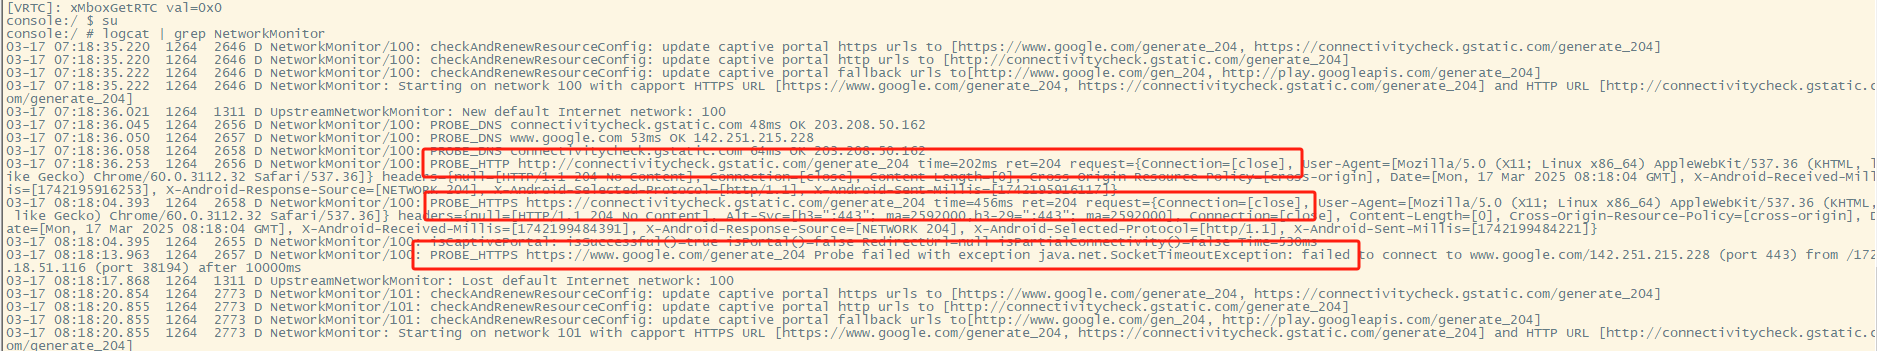 [VRTC]: xMboxGetRTC val=0x0
console:/ $ su
console:/ # logcat | grep NetworkMonitor
03-17 07:18:35.220  1264  2646 D NetworkMonitor/100: checkAndRenewResourceConfig: update captive portal https urls to [https://www.google.com/generate_204, https://connectivitycheck.gstatic.com/generate_204]
03-17 07:18:35.220  1264  2646 D NetworkMonitor/100: checkAndRenewResourceConfig: update captive portal http urls to [http://connectivitycheck.gstatic.com/generate_204]
03-17 07:18:35.222  1264  2646 D NetworkMonitor/100: checkAndRenewResourceConfig: update captive portal fallback urls to[http://www.google.com/gen_204, http://play.googleapis.com/generate_204]
03-17 07:18:35.222  1264  2646 D NetworkMonitor: Starting on network 100 with capport HTTPS URL [https://www.google.com/generate_204, https://connectivitycheck.gstatic.com/generate_204] and HTTP URL [http://connectivitycheck.gstatic.c
om/generate_204]
03-17 07:18:36.021  1264  1311 D UpstreamNetworkMonitor: New default Internet network: 100
03-17 07:18:36.045  1264  2656 D NetworkMonitor/100: PROBE_DNS connectivitycheck.gstatic.com 48ms OK 203.208.50.162
03-17 07:18:36.050  1264  2657 D NetworkMonitor/100: PROBE_DNS www.google.com 53ms OK 142.251.215.228
03-17 07:18:36.058  1264  2658 D NetworkMonitor/100: PROBE_DNS connectivitycheck.gstatic.com 64ms OK 203.208.50.162
03-17 07:18:36.253  1264  2656 D NetworkMonitor/100: PROBE_HTTP http://connectivitycheck.gstatic.com/generate_204 time=202ms ret=204 request={Connection=[close], User-Agent=[Mozilla/5.0 (X11; Linux x86_64) AppleWebKit/537.36 (KHTML, l
ike Gecko) Chrome/60.0.3112.32 Safari/537.36]} headers={null=[HTTP/1.1 204 No Content], Connection=[close], Content-Length=[0], Cross-Origin-Resource-Policy=[cross-origin], Date=[Mon, 17 Mar 2025 08:18:04 GMT], X-Android-Received-Mill
is=[1742195916253], X-Android-Response-Source=[NETWORK 204], X-Android-Selected-Protocol=[http/1.1], X-Android-Sent-Millis=[1742195916117]}
03-17 08:18:04.393  1264  2658 D NetworkMonitor/100: PROBE_HTTPS https://connectivitycheck.gstatic.com/generate_204 time=456ms ret=204 request={Connection=[close], User-Agent=[Mozilla/5.0 (X11; Linux x86_64) AppleWebKit/537.36 (KHTML,
like Gecko) Chrome/60.0.3112.32 Safari/537.36]} headers={null=[HTTP/1.1 204 No Content], Alt-Svc=[h3=":443"; ma=2592000,h3-29=":443"; ma=2592000], Connection=[close], Content-Length=[0], Cross-Origin-Resource-Policy=[cross-origin], D
ate=[Mon, 17 Mar 2025 08:18:04 GMT], X-Android-Received-Millis=[1742199484391], X-Android-Response-Source=[NETWORK 204], X-Android-Selected-Protocol=[http/1.1], X-Android-Sent-Millis=[1742199484221]}
03-17 08:18:04.395  1264  2655 D NetworkMonitor/100: isCaptivePortal: isSuccessful()=true isPortal()=false RedirectUrl=null isPartialConnectivity()=false Time=530ms
03-17 08:18:13.963  1264  2657 D NetworkMonitor/100: PROBE_HTTPS https://www.google.com/generate_204 Probe failed with exception java.net.SocketTimeoutException: failed to connect to www.google.com/142.251.215.228 (port 443) from /172
.18.51.116 (port 38194) after 10000ms
03-17 08:18:17.868  1264  1311 D UpstreamNetworkMonitor: Lost default Internet network: 100
03-17 08:18:20.854  1264  2773 D NetworkMonitor/101: checkAndRenewResourceConfig: update captive portal https urls to [https://www.google.com/generate_204, https://connectivitycheck.gstatic.com/generate_204]
03-17 08:18:20.855  1264  2773 D NetworkMonitor/101: checkAndRenewResourceConfig: update captive portal http urls to [http://connectivitycheck.gstatic.com/generate_204]
03-17 08:18:20.855  1264  2773 D NetworkMonitor/101: checkAndRenewResourceConfig: update captive portal fallback urls to[http://www.google.com/gen_204, http://play.googleapis.com/generate_204]
03-17 08:18:20.855  1264  2773 D NetworkMonitor: Starting on network 101 with capport HTTPS URL [https://www.google.com/generate_204, https://connectivitycheck.gstatic.com/generate_204] and HTTP URL [http://connectivitycheck.gstatic.c
om/generate_204]